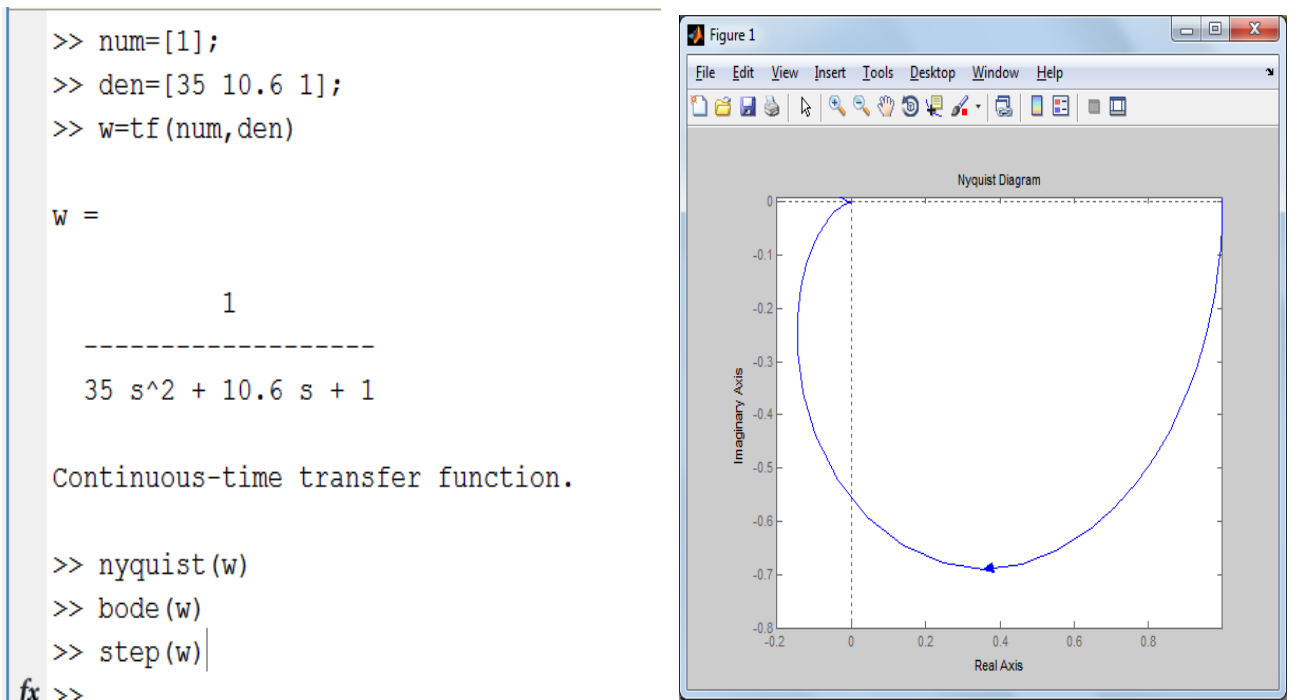 >> num=[1];
>> den=[35 10.6 1];
>> w=tf(num,den)
w =
1
-------------------
35 s^2 + 10.6 s + 1
Continuous-time transfer function.
>> nyquist(w)
>> bode(w)
>> step(w)
fx >>
Figure 1
File Edit View Insert Tools Desktop Window Help
Nyquist Diagram
0
-0.1
-0.2
-0.3
-0.4
-0.5
-0.6
-0.7
-0.8
Imaginary Axis
-0.2 0 0.2 0.4 0.6 0.8
Real Axis